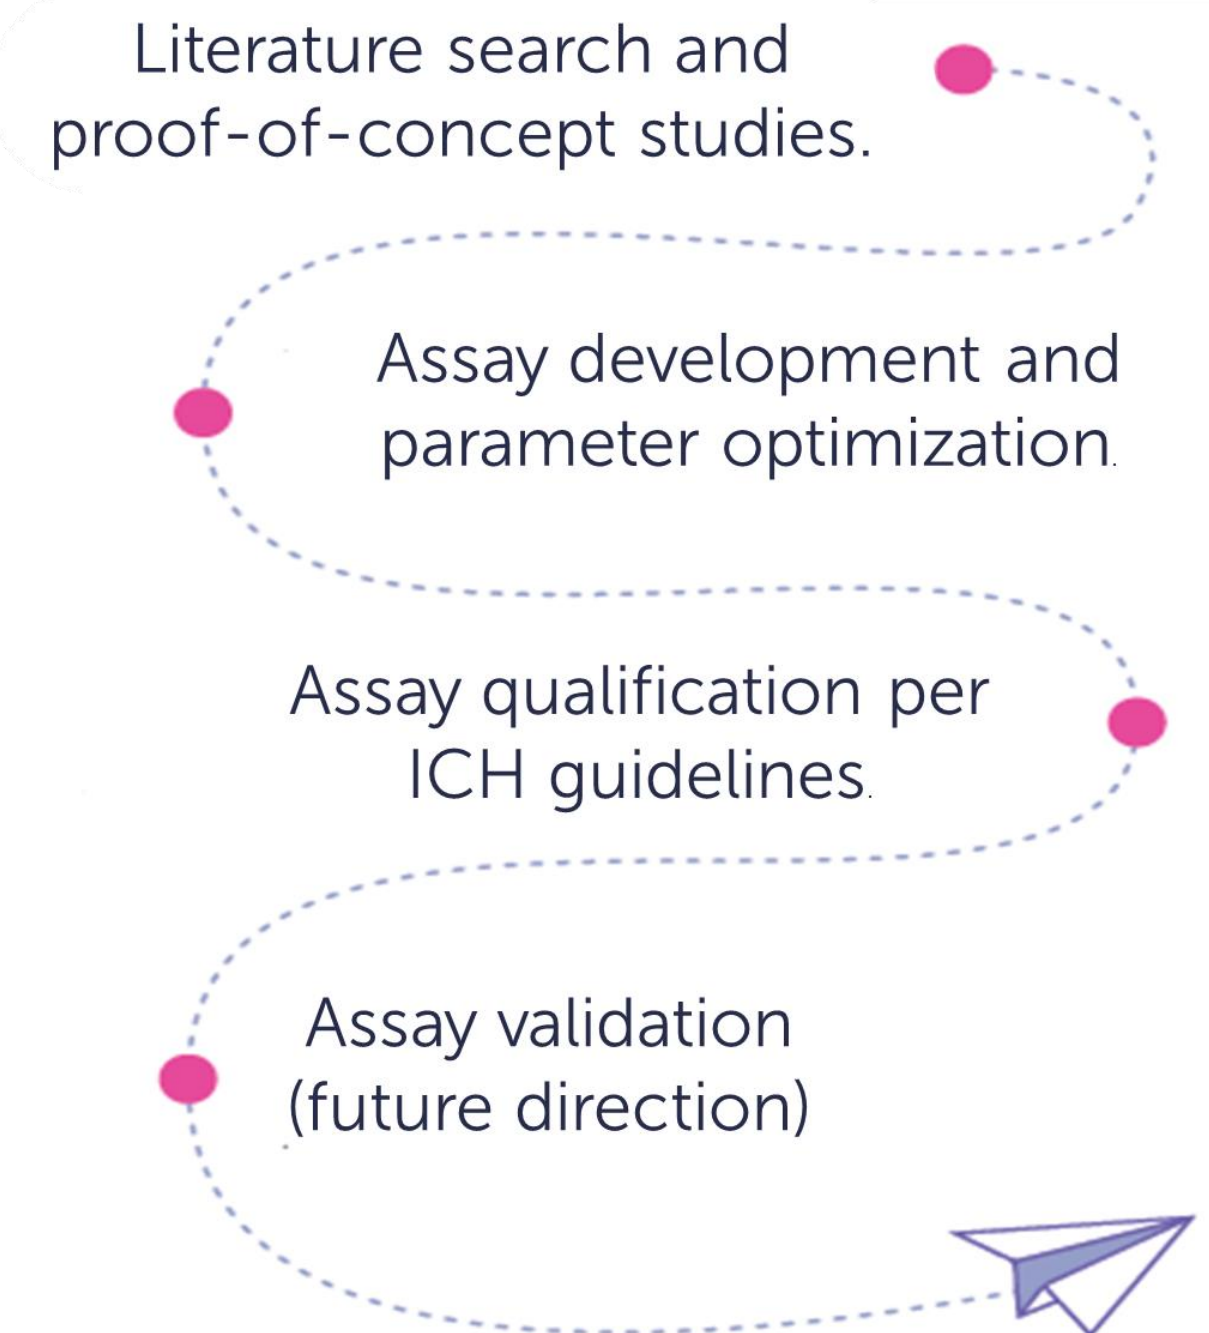 Literature search and
proof-of-concept studies.
Assay development and
parameter optimization.
Assay qualification per
ICH guidelines.
Assay validation
(future direction)